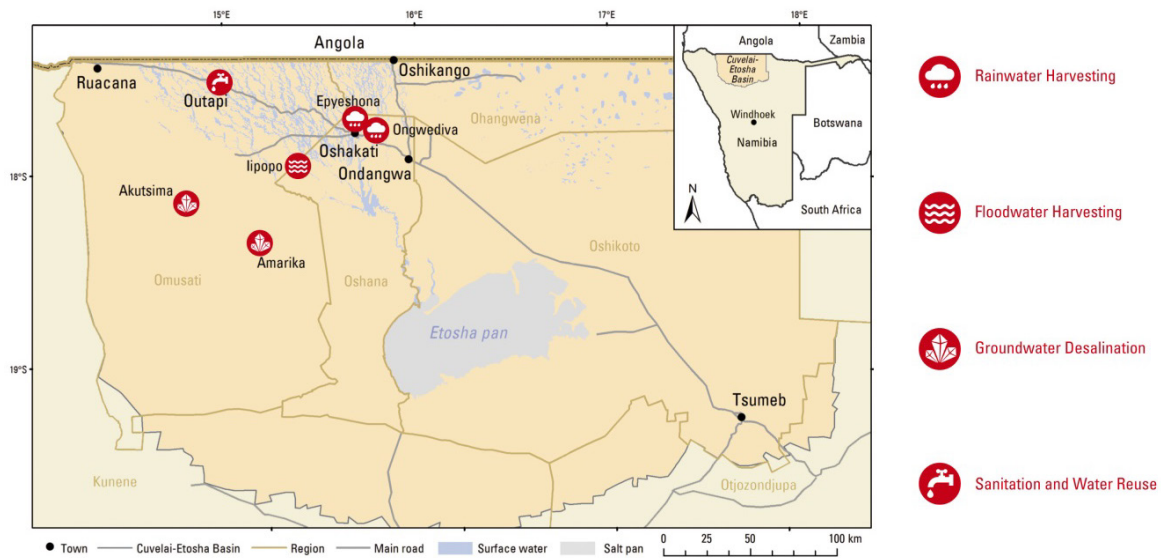 15°E
16°E
17°E
18°E
Angola
Ruacana
Oshikango
Outapi
Epyeshona
Ohangwena
Ongwediva
Oshakati
Ondangwa
Iipopo
18°S
Akutsima
Amarika
Omusati
Oshana
Oshikoto
Etosha pan
19°S
Tsumeb
Kunene
Otjozondjupa
Angola
Zambia
Cuvelai-
Etosha
Basin
Windhoek
Botswana
Namibia
N
South Africa
Rainwater Harvesting
Floodwater Harvesting
Groundwater Desalination
Sanitation and Water Reuse
Town
Cuvelai-Etosha Basin
Region
Main road
Surface water
Salt pan
0 25 50 100 km